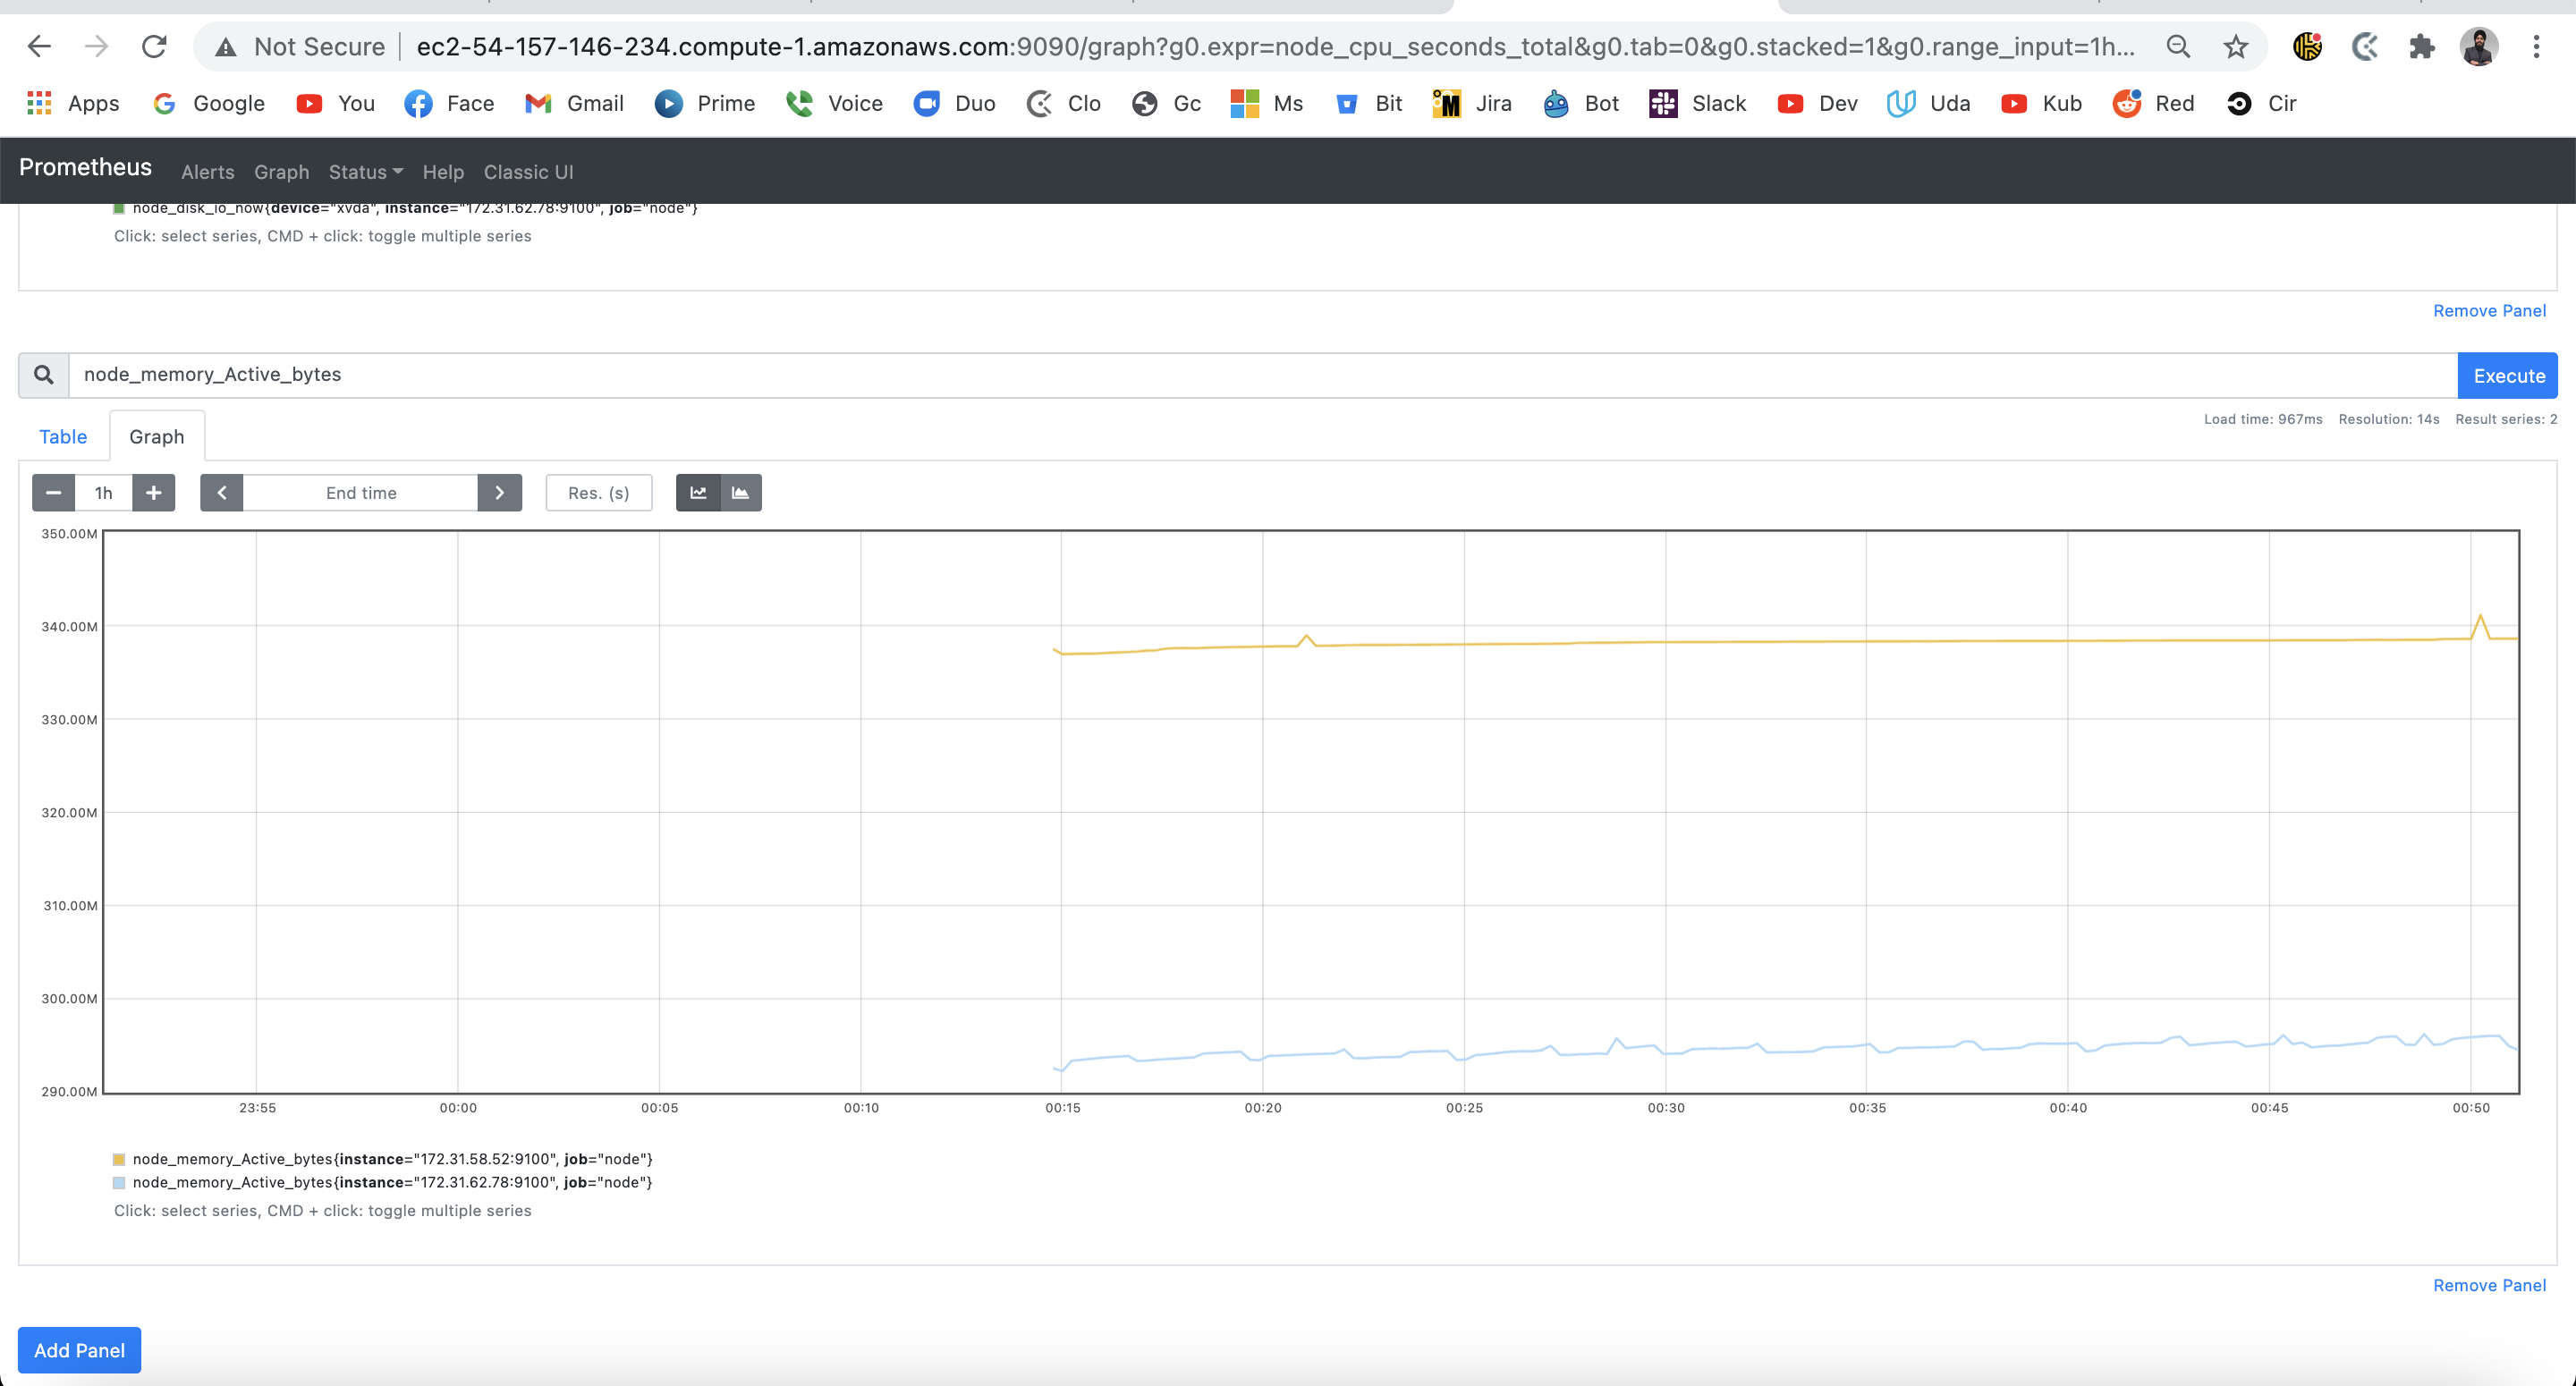 Not Secure ec2-54-157-146-234.compute-1.amazonaws.com:9090/graph?g0.expr=node_cpu_seconds_total&g0.tab=0&g0.stacked=1&g0.range_input=1h...
Apps Google You Face Gmail Prime Voice Duo Clo Gc Ms Bit Jira Bot Slack Dev Uda Kub Red Cir
Prometheus Alerts Graph Status Help Classic UI
node_disk_io_now{device="xvda", instance="172.31.62.78:9100", job="node"}
Click: select series, CMD + click: toggle multiple series
Remove Panel
node_memory_Active_bytes Execute
Load time: 967ms Resolution: 14s Result series: 2
Table Graph
1h End time Res. (s)
350.00M
340.00M
330.00M
320.00M
310.00M
300.00M
290.00M
23:55 00:00 00:05 00:10 00:15 00:20 00:25 00:30 00:35 00:40 00:45 00:50
node_memory_Active_bytes{instance="172.31.58.52:9100", job="node"}
node_memory_Active_bytes{instance="172.31.62.78:9100", job="node"}
Click: select series, CMD + click: toggle multiple series
Remove Panel
Add Panel